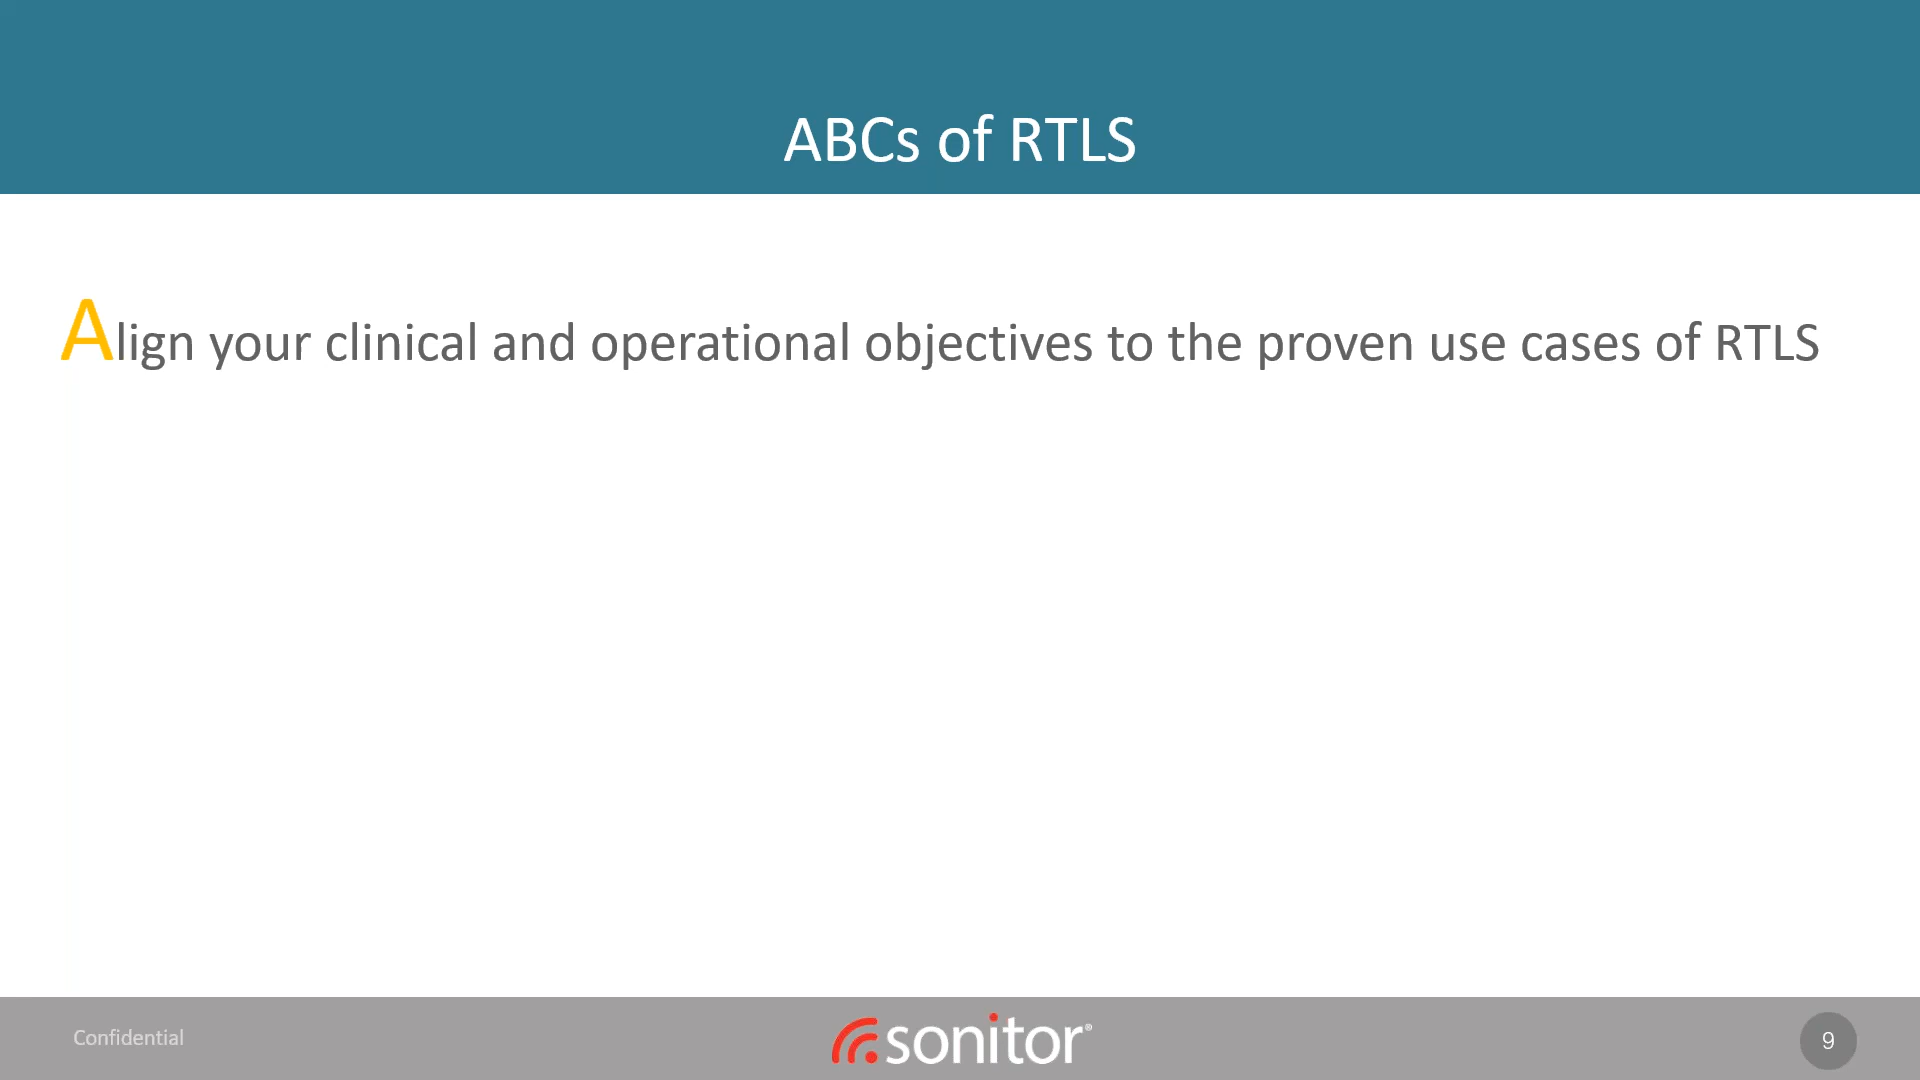 ABCs of RTLS
Align your clinical and operational objectives to the proven use cases of RTLS
Confidential
sonitor®
9